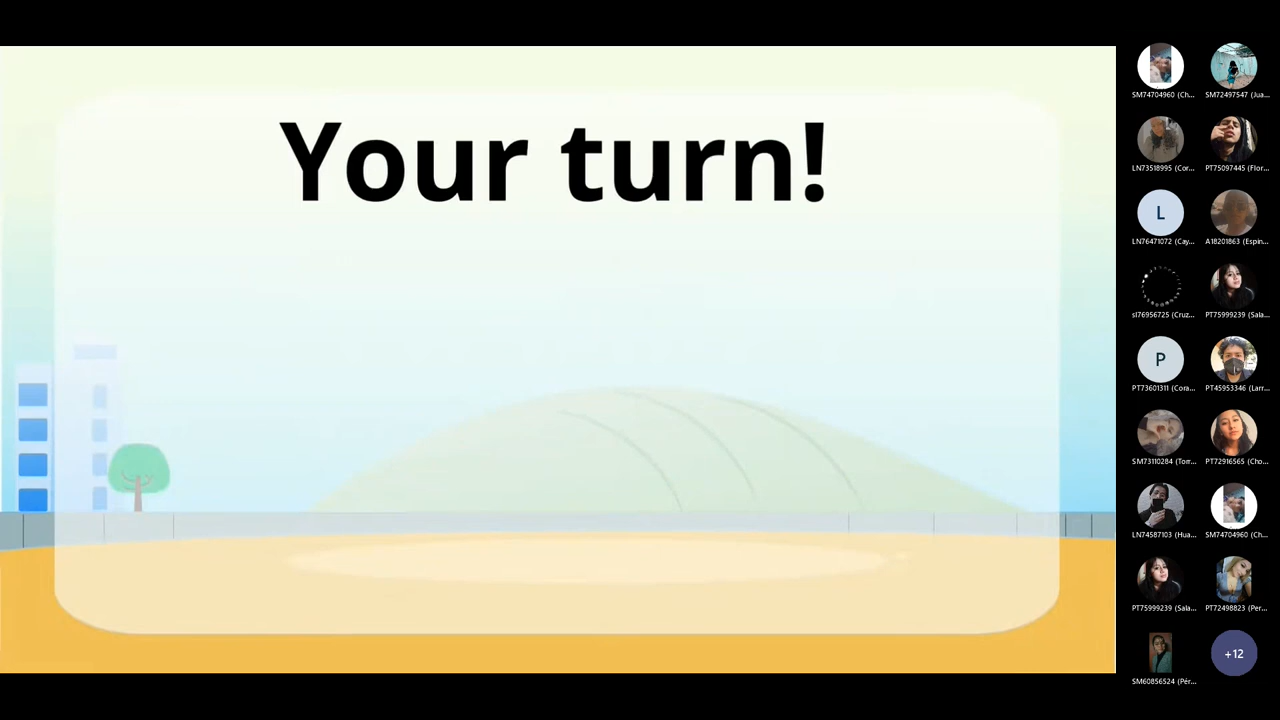 Your turn!
SM74704960 (Ch...
SM72497547 (Jua...
LN73518995 (Cor...
PT75097445 (Flor...
L
LN76471072 (Cay...
A18201863 (Espin...
sl76956725 (Cruz...
PT75999239 (Sala...
P
PT73601311 (Cora...
PT45953346 (Larr...
SM73110284 (Torr...
PT72916565 (Cho...
LN74587103 (Hua...
SM74704960 (Ch...
PT75999239 (Sala...
PT72498823 (Per...
+12
SM60856524 (Pér...